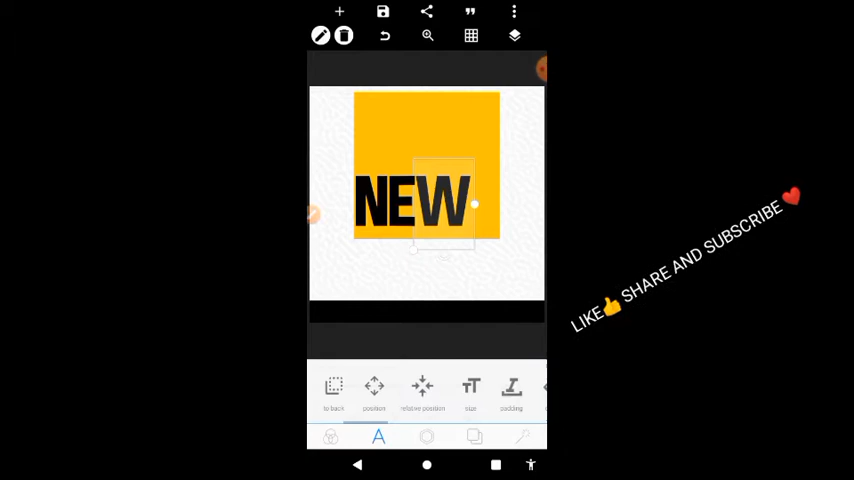 NEW
LIKE👍 SHARE AND SUBSCRIBE ❤️
to back
position
relative position
size
padding